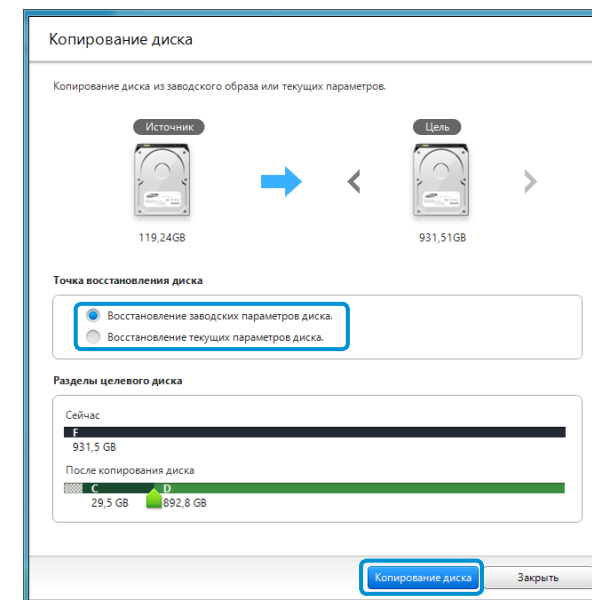 Копирование диска
Копирование диска из заводского образа или текущих параметров.
Источник
Цель
119,24GB
931,51GB
Точка восстановления диска
Восстановление заводских параметров диска.
Восстановление текущих параметров диска.
Разделы целевого диска
Сейчас
F
931,5 GB
После копирования диска
C D
29,5 GB 892,8 GB
Копирование диска Закрыть